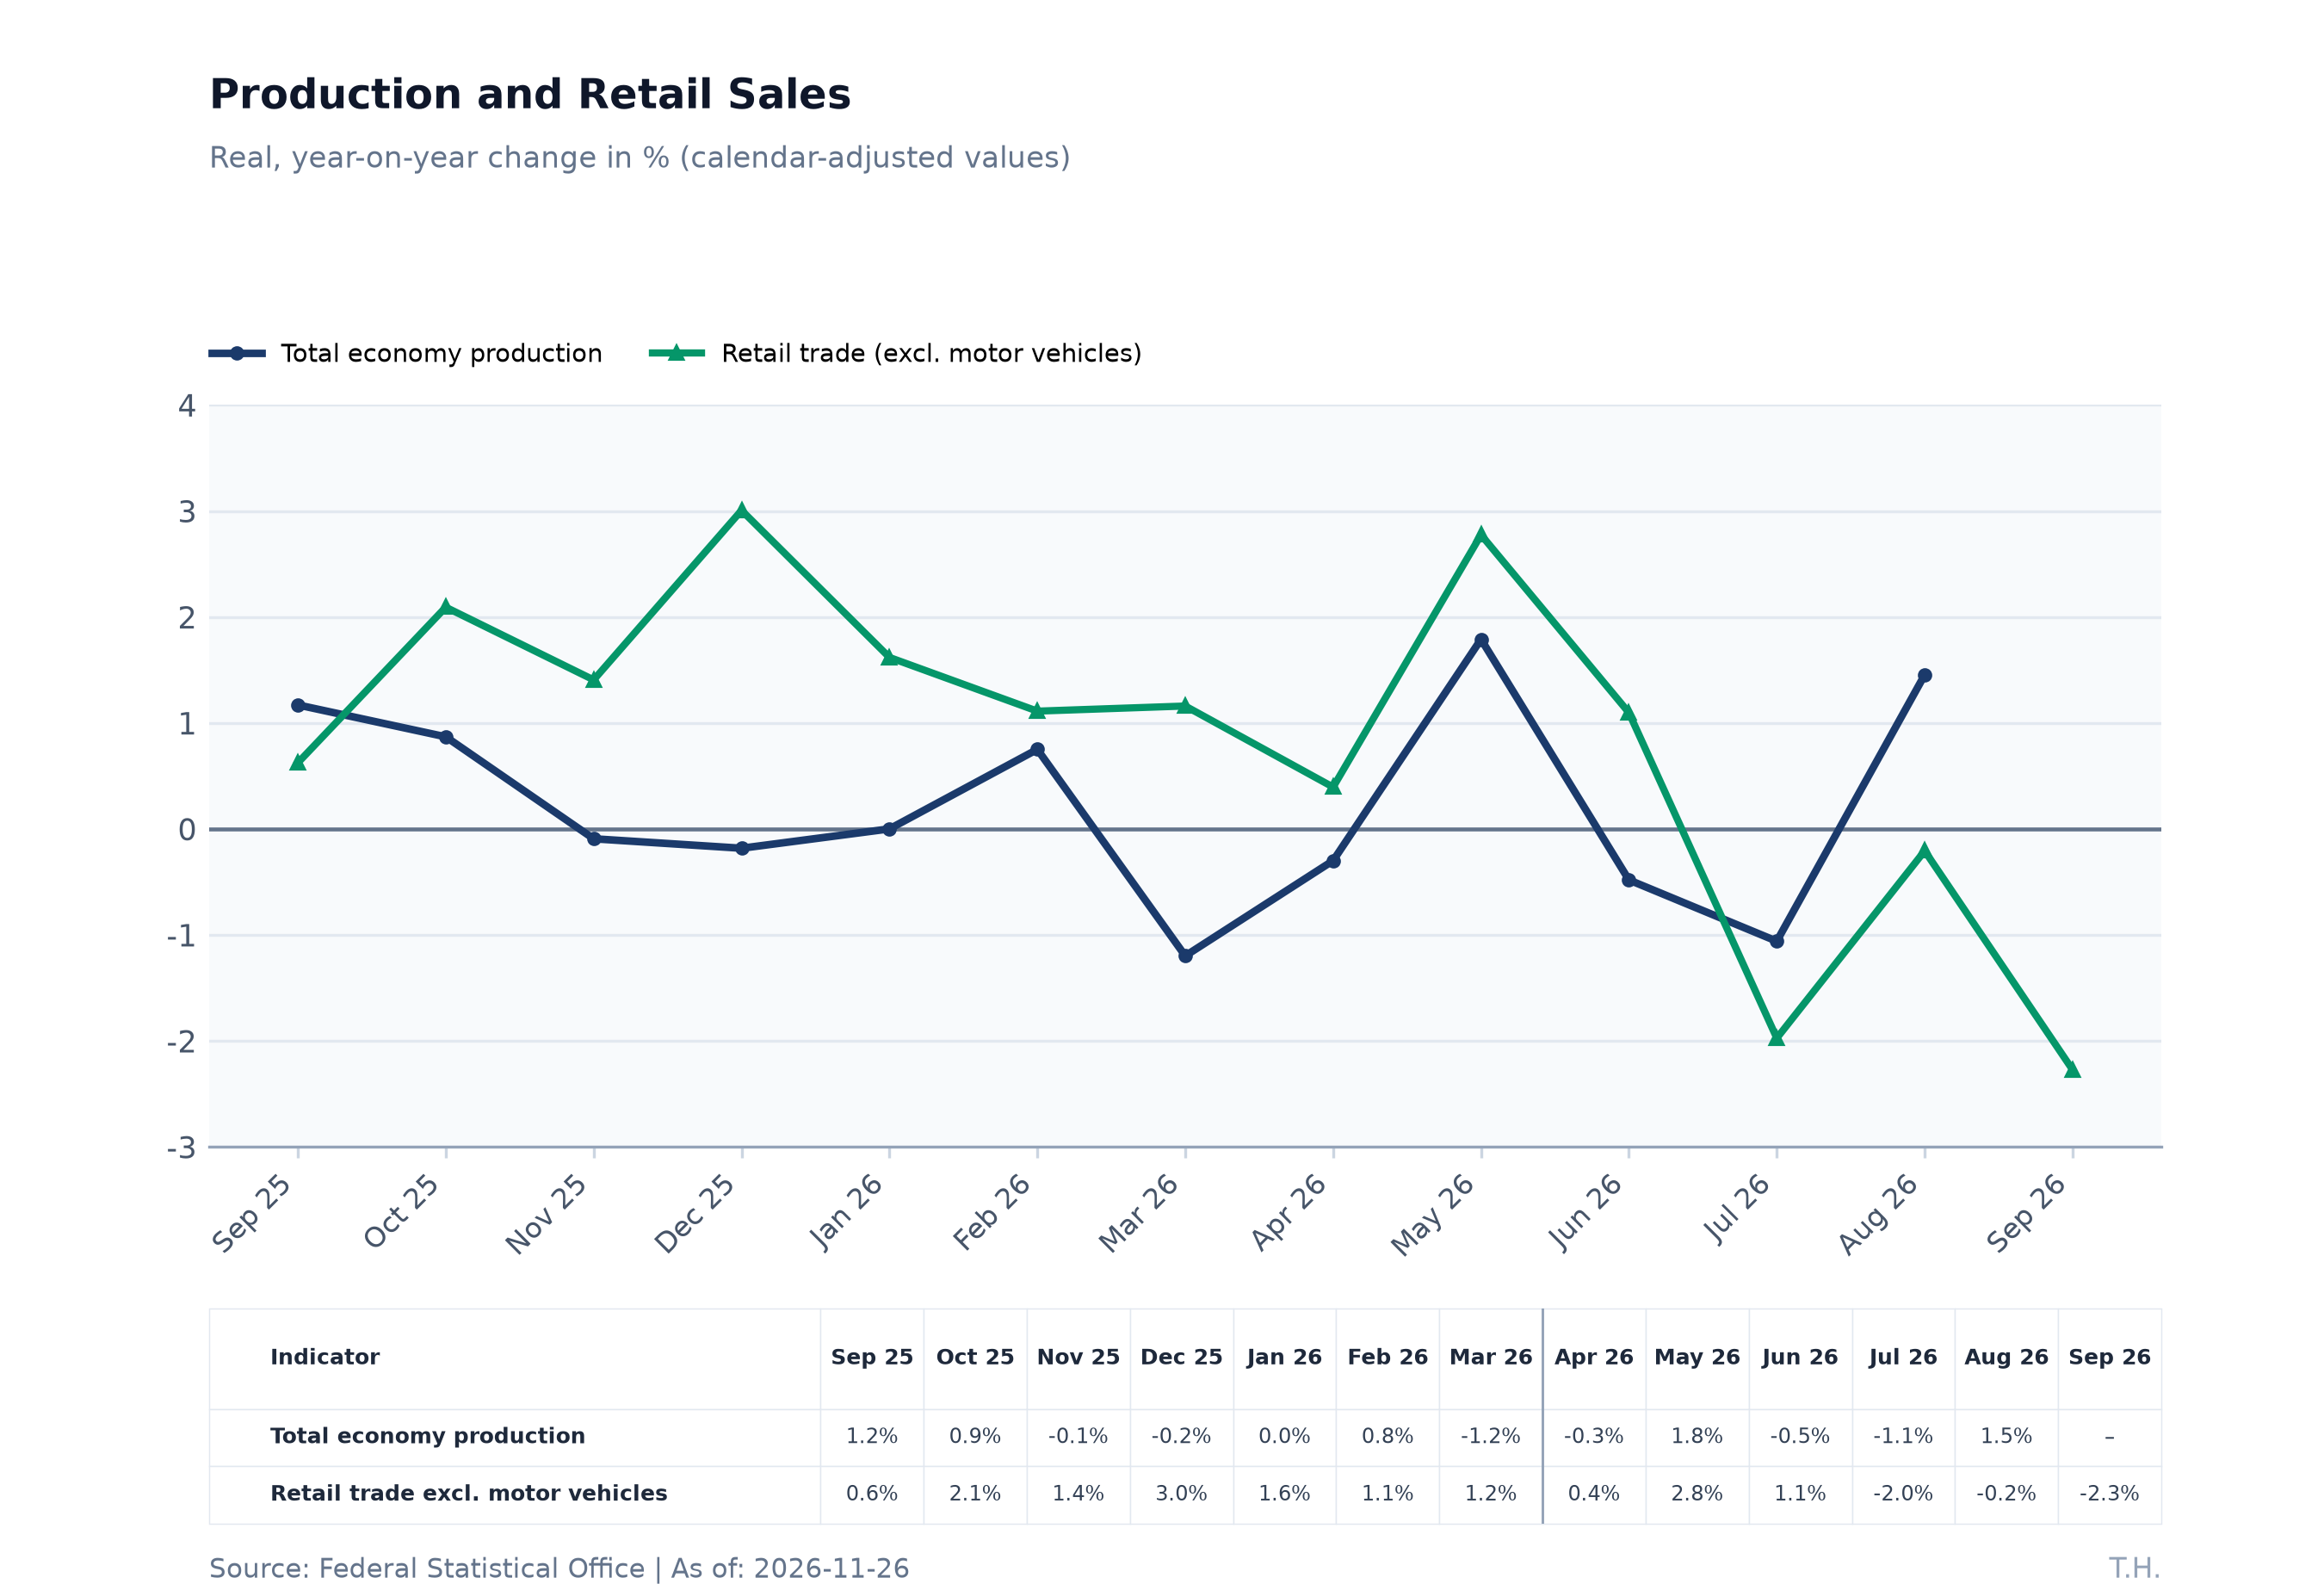 Production and Retail Sales
Real, year-on-year change in % (calendar-adjusted values)
Total economy production Retail trade (excl. motor vehicles)
4
3
2
1
0
-1
-2
-3
Sep 25 Oct 25 Nov 25 Dec 25 Jan 26 Feb 26 Mar 26 Apr 26 May 26 Jun 26 Jul 26 Aug 26 Sep 26
Indicator Sep 25 Oct 25 Nov 25 Dec 25 Jan 26 Feb 26 Mar 26 Apr 26 May 26 Jun 26 Jul 26 Aug 26 Sep 26
Total economy production 1.2% 0.9% -0.1% -0.2% 0.0% 0.8% -1.2% -0.3% 1.8% -0.5% -1.1% 1.5% –
Retail trade excl. motor vehicles 0.6% 2.1% 1.4% 3.0% 1.6% 1.1% 1.2% 0.4% 2.8% 1.1% -2.0% -0.2% -2.3%
Source: Federal Statistical Office | As of: 2026-11-26 T.H.